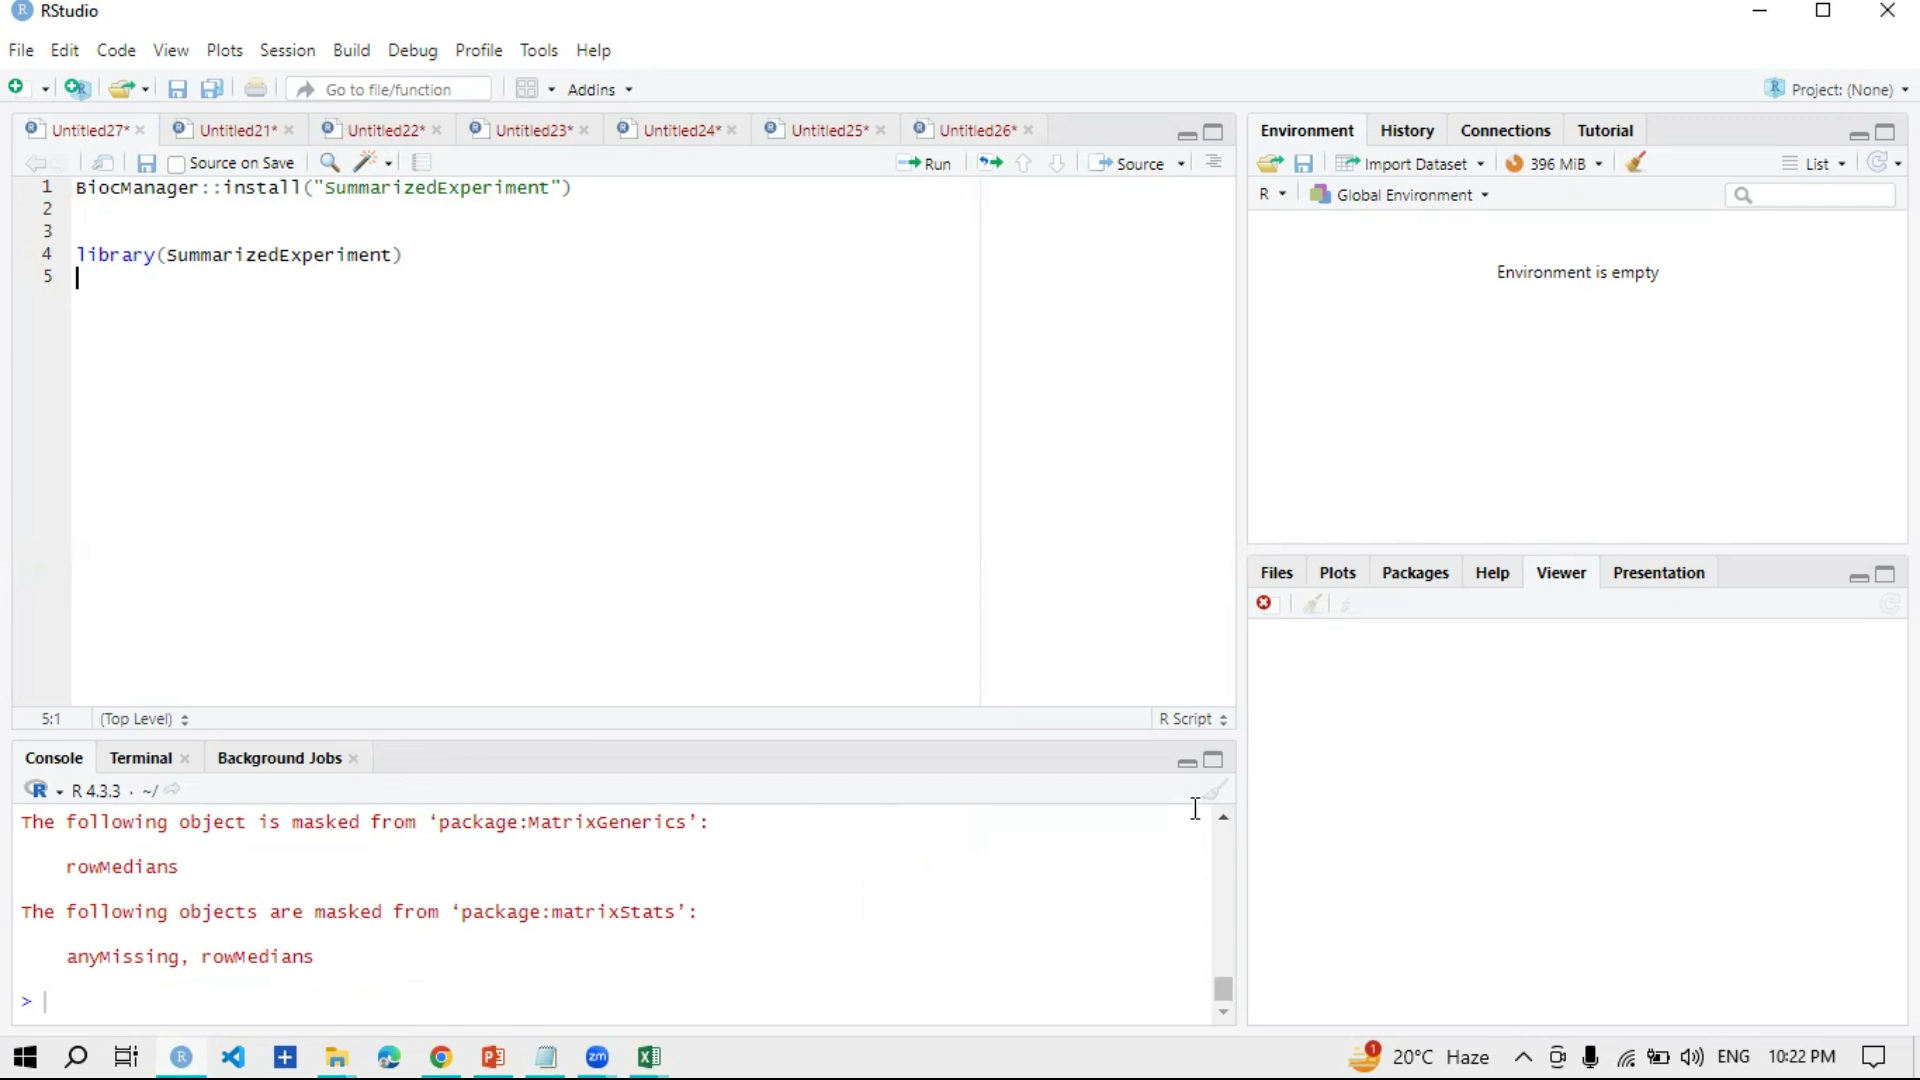 RStudio
File Edit Code View Plots Session Build Debug Profile Tools Help
Go to file/function Addins Project: (None)
Untitled27* Untitled21* Untitled22* Untitled23* Untitled24* Untitled25* Untitled26*
Source on Save Run Source
1 BiocManager::install("SummarizedExperiment")
2
3
4 library(SummarizedExperiment)
5
5:1 (Top Level) R Script
Console Terminal Background Jobs
R 4.3.3 · ~/
The following object is masked from ‘package:MatrixGenerics’:
rowMedians
The following objects are masked from ‘package:matrixStats’:
anyMissing, rowMedians
>
Environment History Connections Tutorial
Import Dataset 396 MiB List
R Global Environment
Environment is empty
Files Plots Packages Help Viewer Presentation
zm 1 20°C Haze ENG 10:22 PM